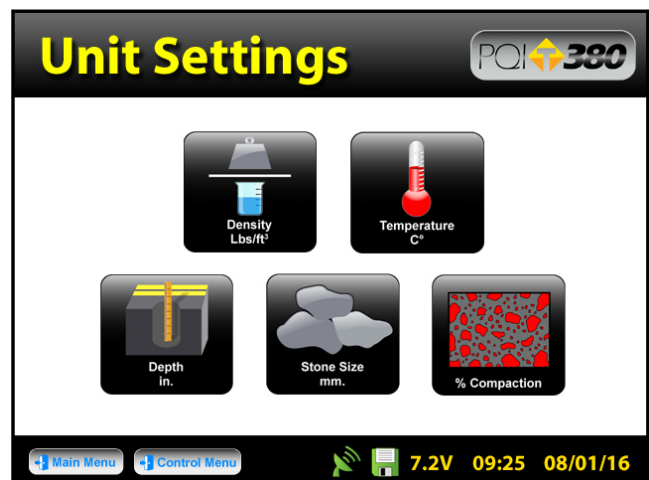 Unit Settings
PQI T 380
Density
Lbs/ft³
Temperature
C°
Depth
in.
Stone Size
mm.
% Compaction
Main Menu
Control Menu
7.2V 09:25 08/01/16